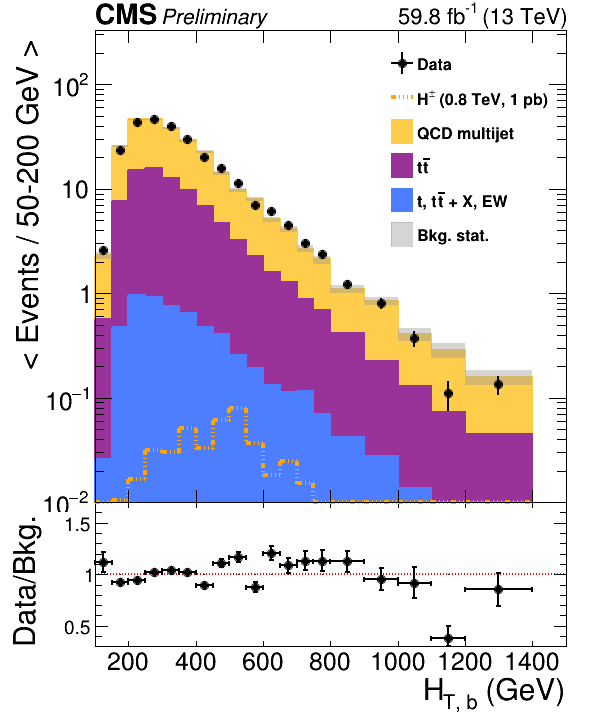 CMS Preliminary 59.8 fb⁻¹ (13 TeV)
< Events / 50-200 GeV >
10²
10
1
10⁻¹
10⁻²
Data
H± (0.8 TeV, 1 pb)
QCD multijet
tt̄
t, tt̄ + X, EW
Bkg. stat.
Data/Bkg.
1.5
1
0.5
200 400 600 800 1000 1200 1400
H_T, b (GeV)